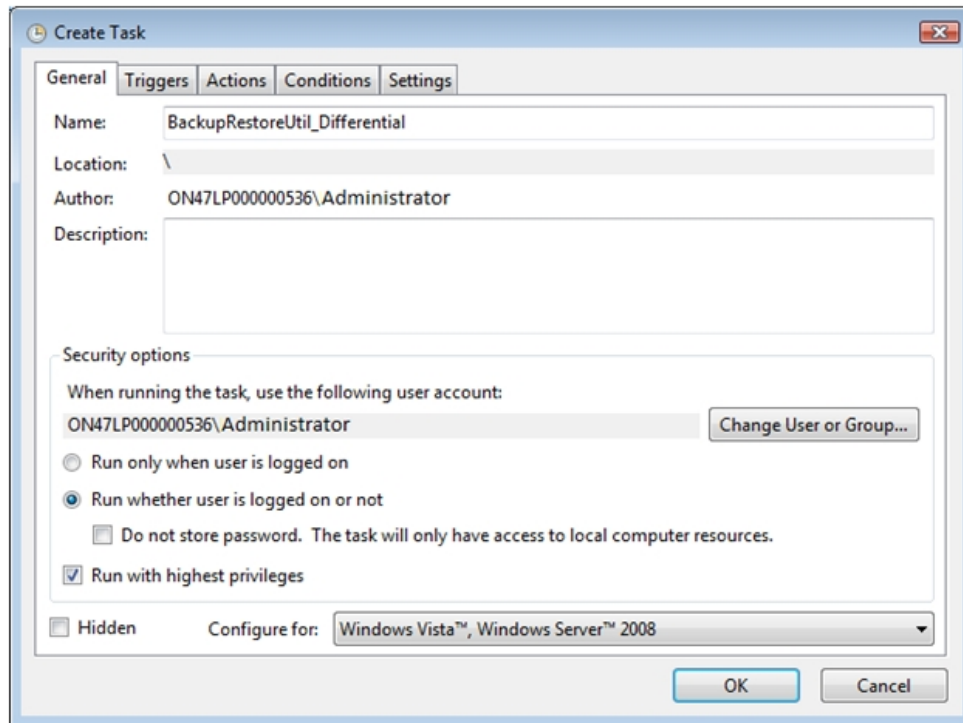 Create Task
General Triggers Actions Conditions Settings
Name: BackupRestoreUtil_Differential
Location: \
Author: ON47LP000000536\Administrator
Description:
Security options
When running the task, use the following user account:
ON47LP000000536\Administrator Change User or Group...
Run only when user is logged on
Run whether user is logged on or not
Do not store password. The task will only have access to local computer resources.
Run with highest privileges
Hidden Configure for: Windows Vista™, Windows Server™ 2008
OK Cancel